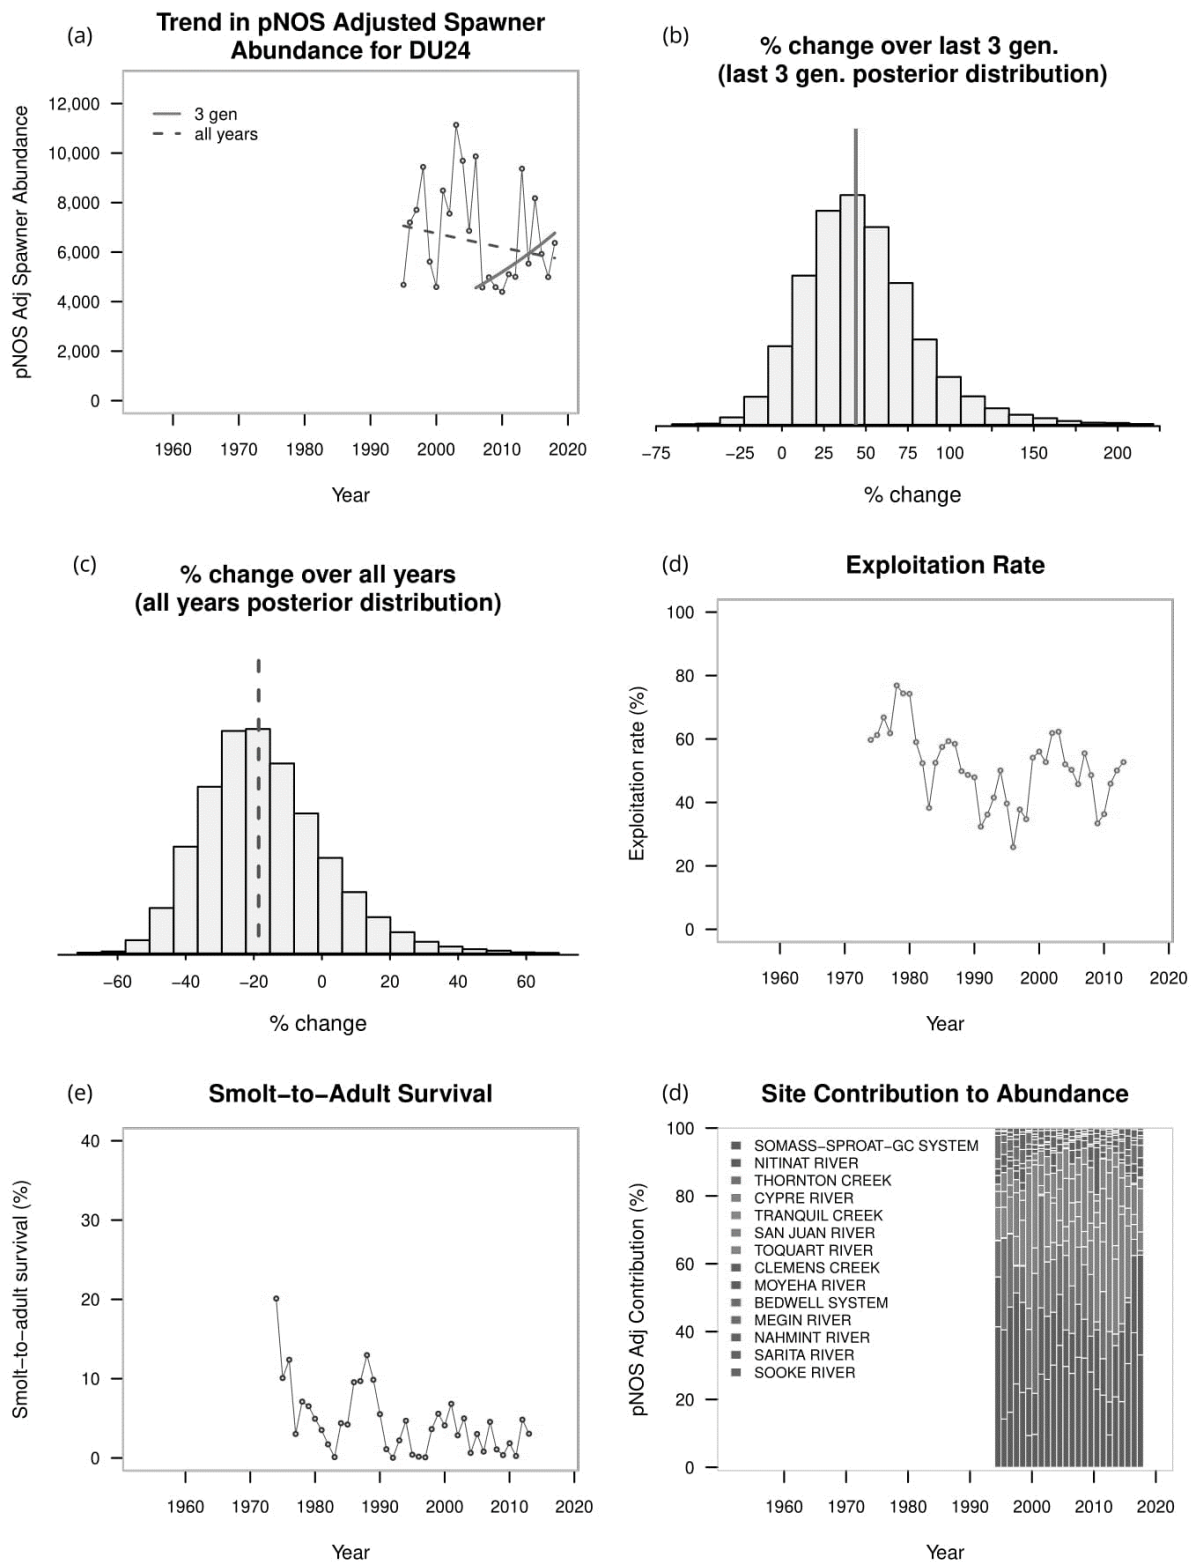 (a)
Trend in pNOS Adjusted Spawner
Abundance for DU24
pNOS Adj Spawner Abundance
12,000
10,000
8,000
6,000
4,000
2,000
0
3 gen
all years
1960 1970 1980 1990 2000 2010 2020
Year
(b)
% change over last 3 gen.
(last 3 gen. posterior distribution)
−75 −25 0 25 50 75 100 150 200
% change
(c)
% change over all years
(all years posterior distribution)
−60 −40 −20 0 20 40 60
% change
(d)
Exploitation Rate
Exploitation rate (%)
100
80
60
40
20
0
1960 1970 1980 1990 2000 2010 2020
Year
(e)
Smolt−to−Adult Survival
Smolt−to−adult survival (%)
40
30
20
10
0
1960 1970 1980 1990 2000 2010 2020
Year
(d)
Site Contribution to Abundance
pNOS Adj Contribution (%)
100
80
60
40
20
0
SOMASS−SPROAT−GC SYSTEM
NITINAT RIVER
THORNTON CREEK
CYPRE RIVER
TRANQUIL CREEK
SAN JUAN RIVER
TOQUART RIVER
CLEMENS CREEK
MOYEHA RIVER
BEDWELL SYSTEM
MEGIN RIVER
NAHMINT RIVER
SARITA RIVER
SOOKE RIVER
1960 1970 1980 1990 2000 2010 2020
Year